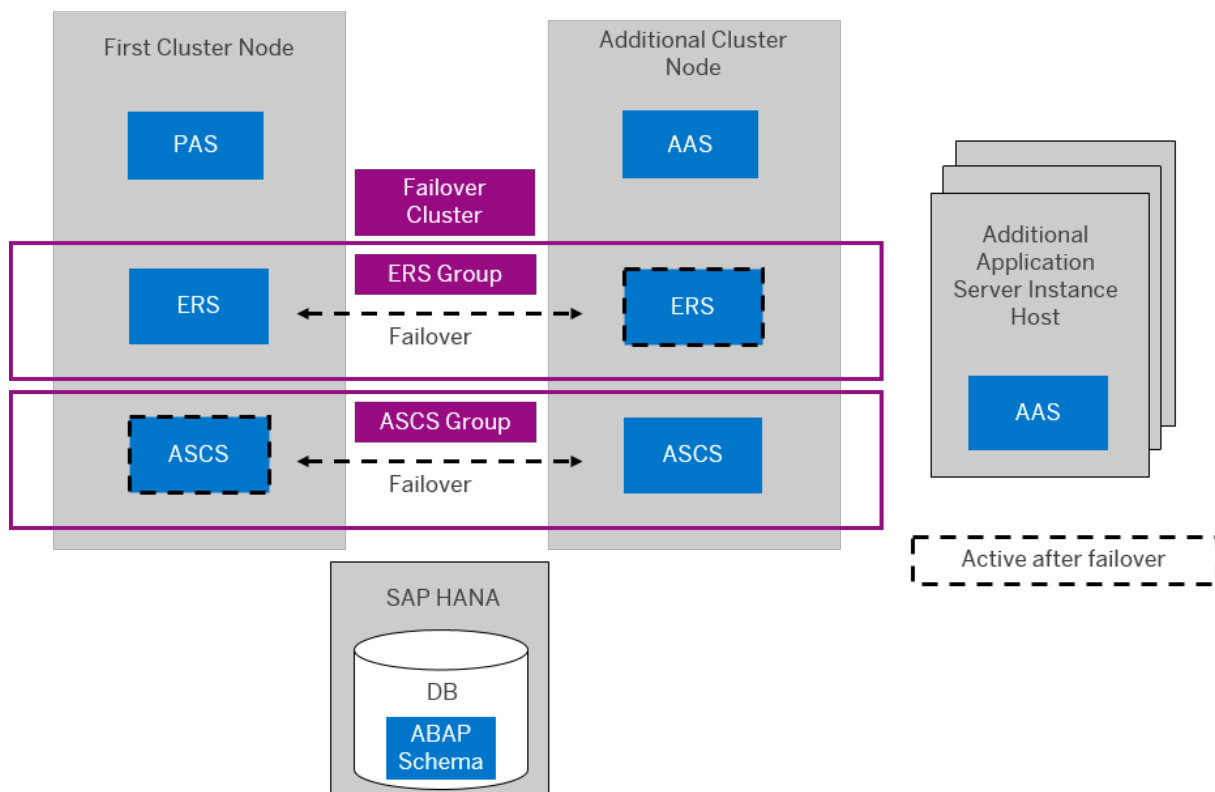 First Cluster Node
Additional Cluster
Node
PAS
AAS
Failover
Cluster
ERS Group
ERS
ERS
Failover
ASCS Group
ASCS
ASCS
Failover
Additional
Application
Server Instance
Host
AAS
Active after failover
SAP HANA
DB
ABAP
Schema